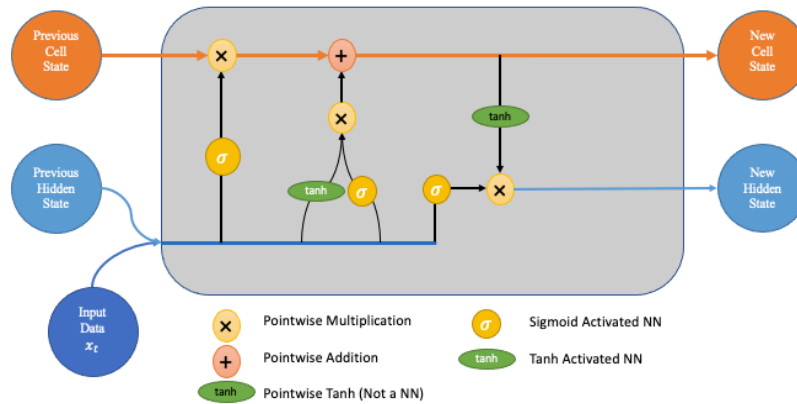 Previous
Cell
State
×
+
New
Cell
State
tanh
×
σ
Previous
Hidden
State
tanh
σ
σ
×
New
Hidden
State
Input
Data
xₜ
× Pointwise Multiplication
σ Sigmoid Activated NN
+ Pointwise Addition
tanh Tanh Activated NN
tanh Pointwise Tanh (Not a NN)